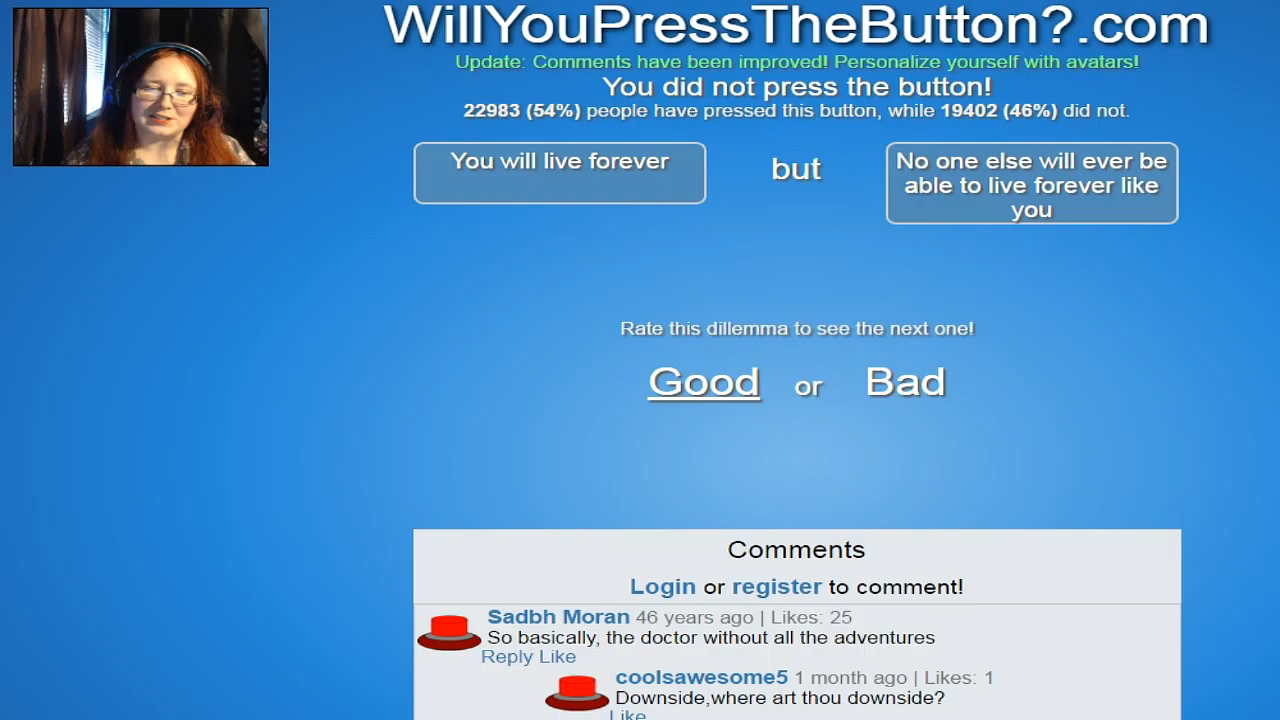 WillYouPressTheButton?.com
Update: Comments have been improved! Personalize yourself with avatars!
You did not press the button!
22983 (54%) people have pressed this button, while 19402 (46%) did not.
You will live forever
but
No one else will ever be
able to live forever like
you
Rate this dillemma to see the next one!
Good or Bad
Comments
Login or register to comment!
Sadbh Moran 46 years ago | Likes: 25
So basically, the doctor without all the adventures
Reply Like
coolsawesome5 1 month ago | Likes: 1
Downside,where art thou downside?
Like